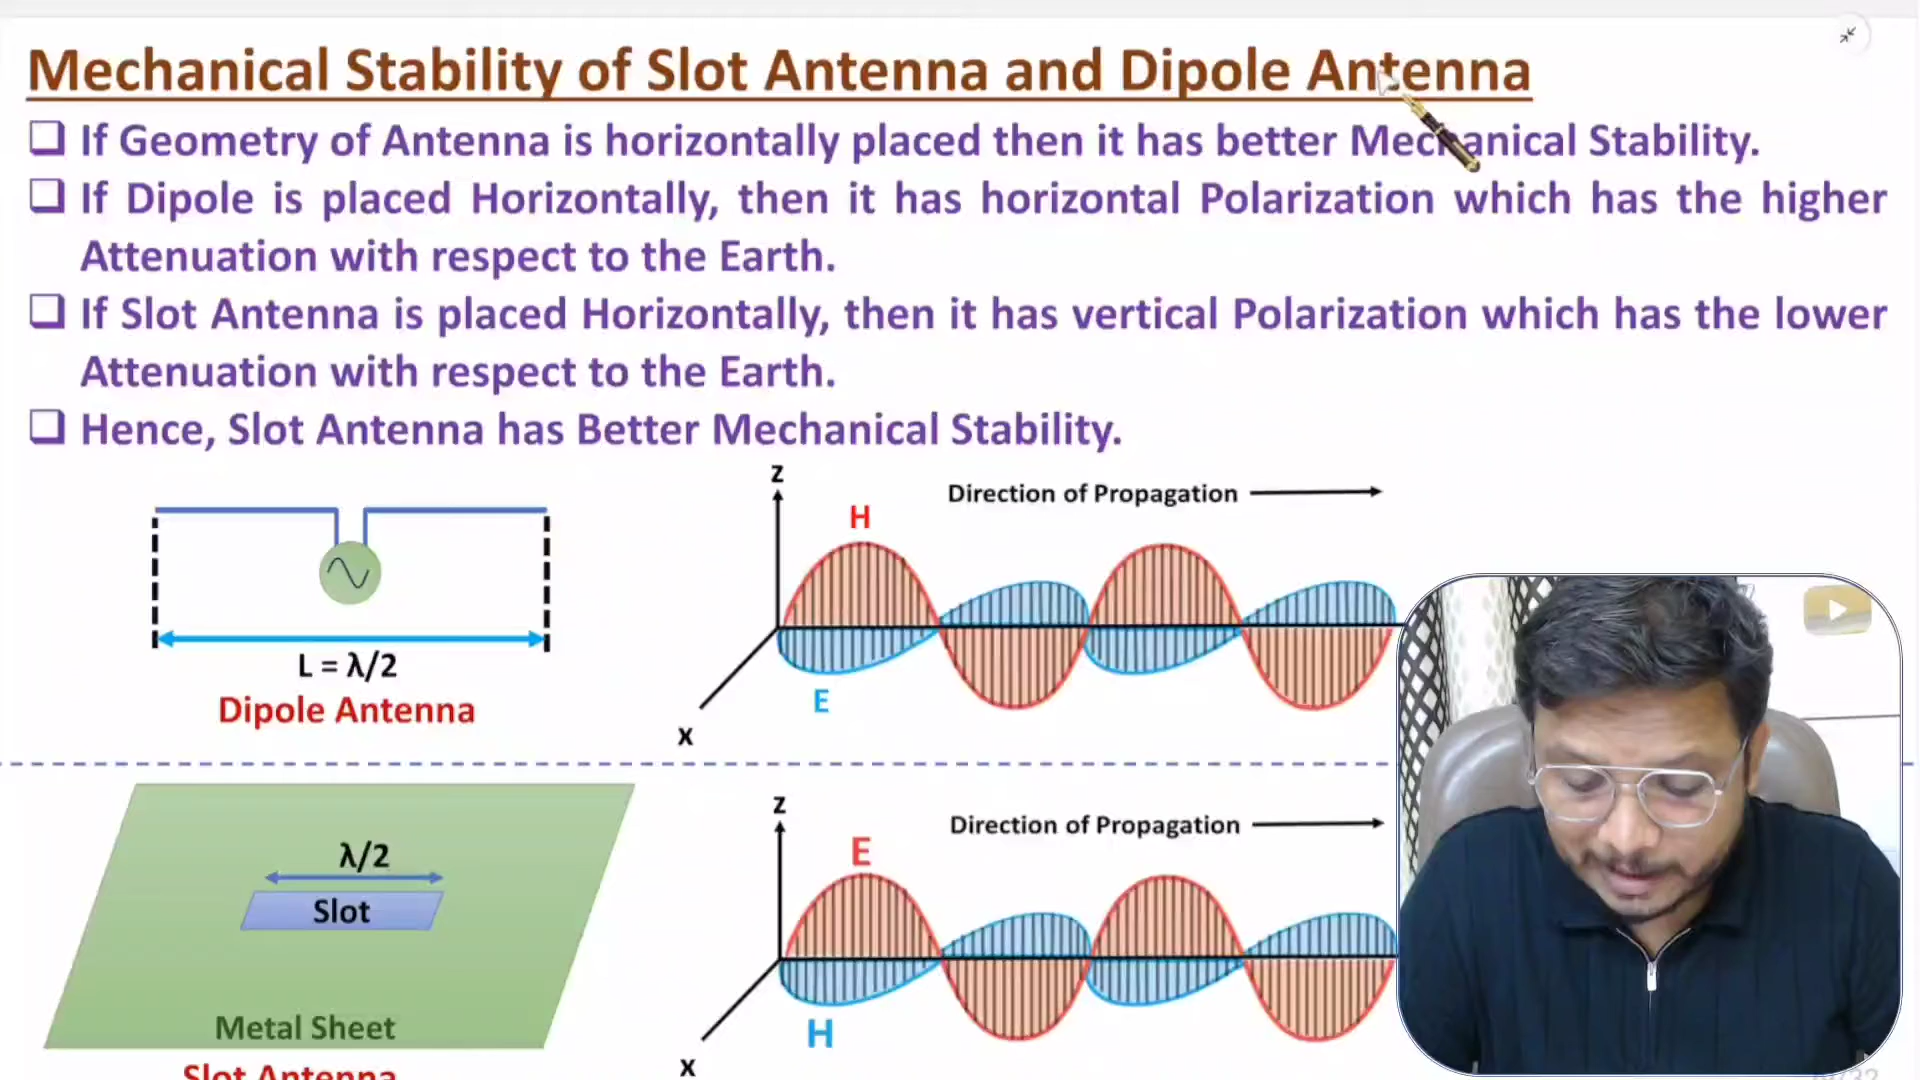 Mechanical Stability of Slot Antenna and Dipole Antenna
❑ If Geometry of Antenna is horizontally placed then it has better Mechanical Stability.
❑ If Dipole is placed Horizontally, then it has horizontal Polarization which has the higher
Attenuation with respect to the Earth.
❑ If Slot Antenna is placed Horizontally, then it has vertical Polarization which has the lower
Attenuation with respect to the Earth.
❑ Hence, Slot Antenna has Better Mechanical Stability.
L = λ/2
Dipole Antenna
z
H
Direction of Propagation
E
x
λ/2
Slot
Metal Sheet
Slot Antenna
z
E
Direction of Propagation
H
x